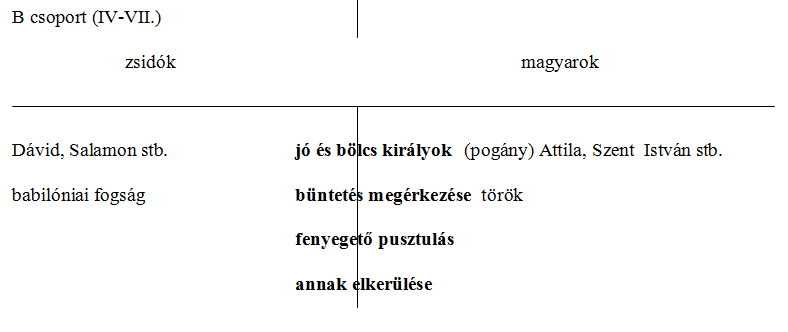 B csoport (IV-VII.)
zsidók magyarok
Dávid, Salamon stb. jó és bölcs királyok (pogány) Attila, Szent István stb.
babilóniai fogság büntetés megérkezése török
fenyegető pusztulás
annak elkerülése